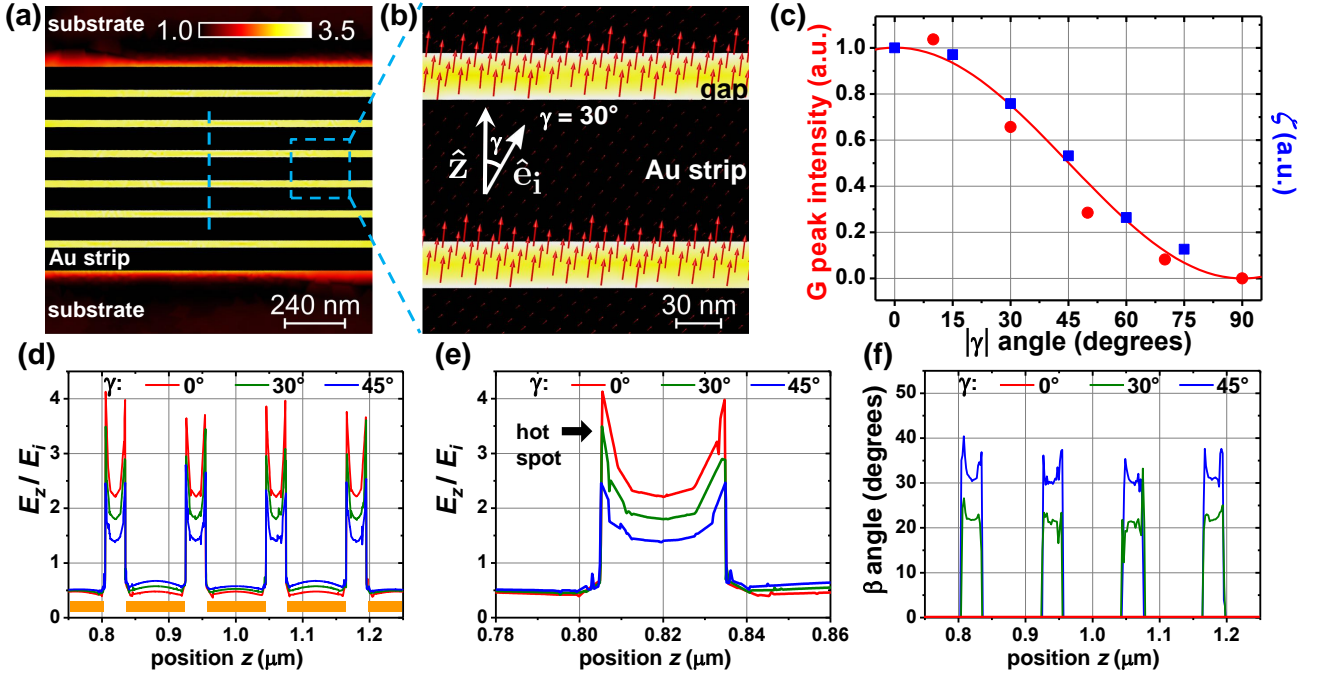 (a)
substrate
1.0
3.5
Au strip
substrate
240 nm
(b)
gap
γ = 30°
γ
ẑ
êᵢ
Au strip
30 nm
(c)
G peak intensity (a.u.)
1.0
0.8
0.6
0.4
0.2
0.0
ζ (a.u.)
0 15 30 45 60 75 90
|γ| angle (degrees)
(d)
γ: 0° 30° 45°
E_z / E_i
4
3
2
1
0
0.8 0.9 1.0 1.1 1.2
position z (μm)
(e)
γ: 0° 30° 45°
hot
spot
E_z / E_i
4
3
2
1
0
0.78 0.80 0.82 0.84 0.86
position z (μm)
(f)
γ: 0° 30° 45°
β angle (degrees)
50
40
30
20
10
0
0.8 0.9 1.0 1.1 1.2
position z (μm)